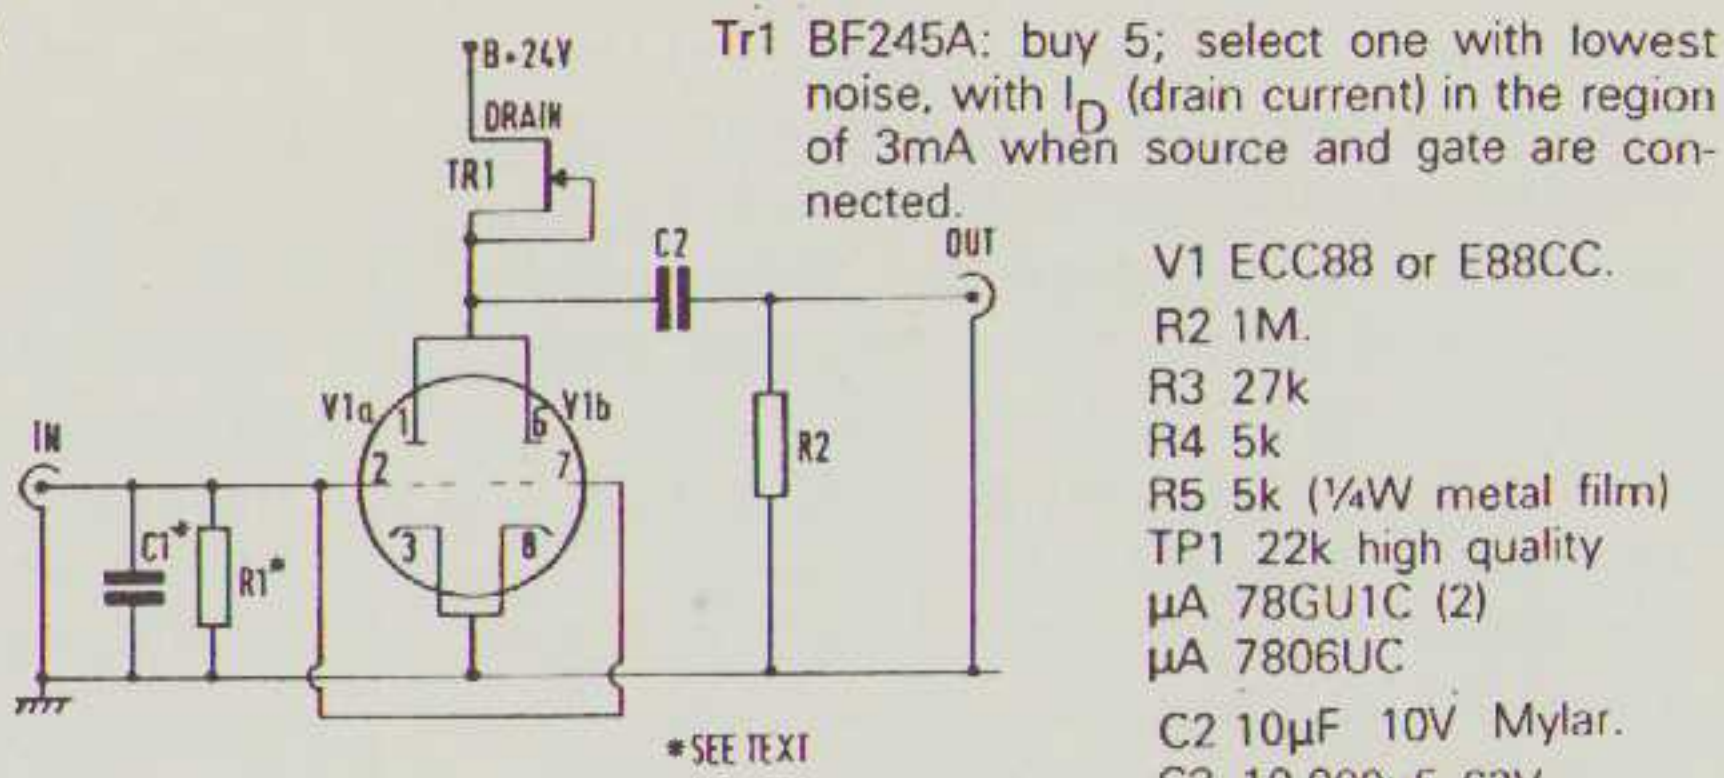 Tr1 BF245A: buy 5; select one with lowest
noise, with ID (drain current) in the region
of 3mA when source and gate are con-
nected.
B+24V
DRAIN
TR1
C2
OUT
V1a
V1b
1
6
2
7
3
8
IN
C1*
R1*
R2
*SEE TEXT
V1 ECC88 or E88CC.
R2 1M.
R3 27k
R4 5k
R5 5k (¼W metal film)
TP1 22k high quality
µA 78GU1C (2)
µA 7806UC
C2 10µF 10V Mylar.